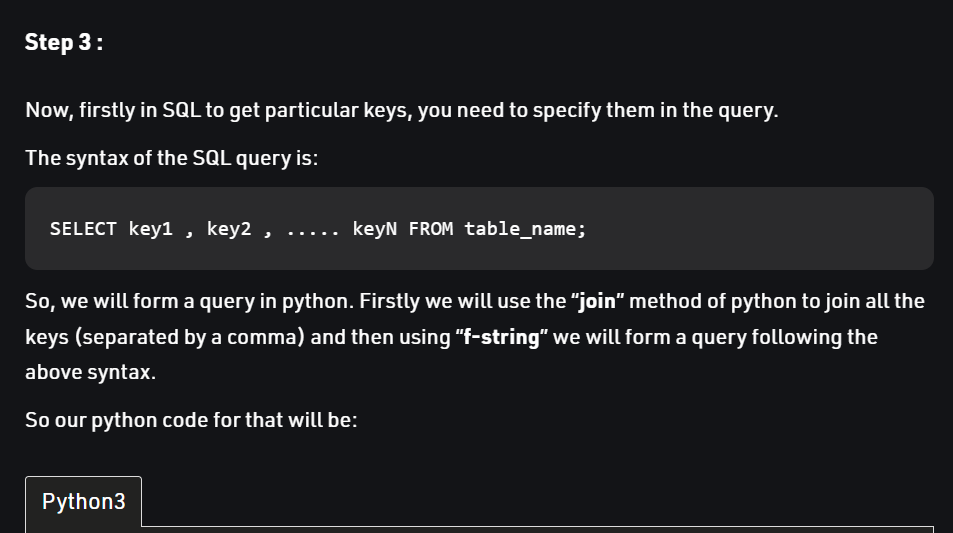 Step 3 :
Now, firstly in SQL to get particular keys, you need to specify them in the query.
The syntax of the SQL query is:
SELECT key1 , key2 , ..... keyN FROM table_name;
So, we will form a query in python. Firstly we will use the “join” method of python to join all the
keys (separated by a comma) and then using “f-string” we will form a query following the
above syntax.
So our python code for that will be:
Python3